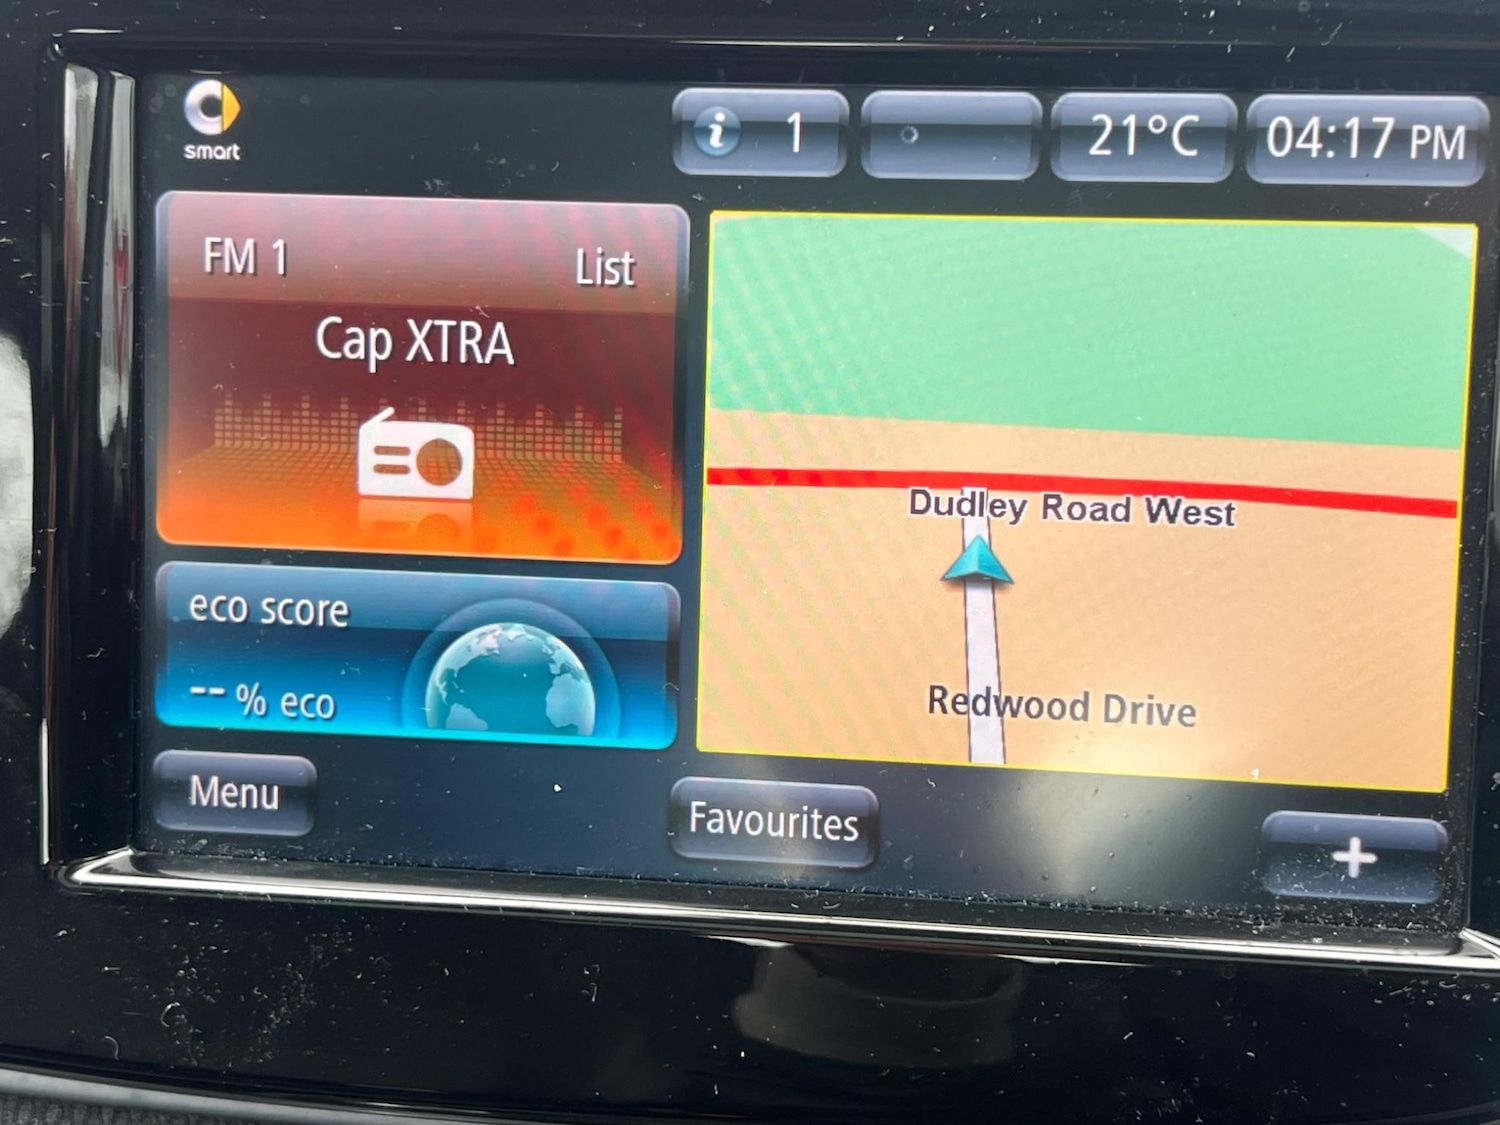 smart
i 1
21°C
04:17 PM
FM 1
List
Cap XTRA
Dudley Road West
eco score
-- % eco
Redwood Drive
Menu
Favourites
+